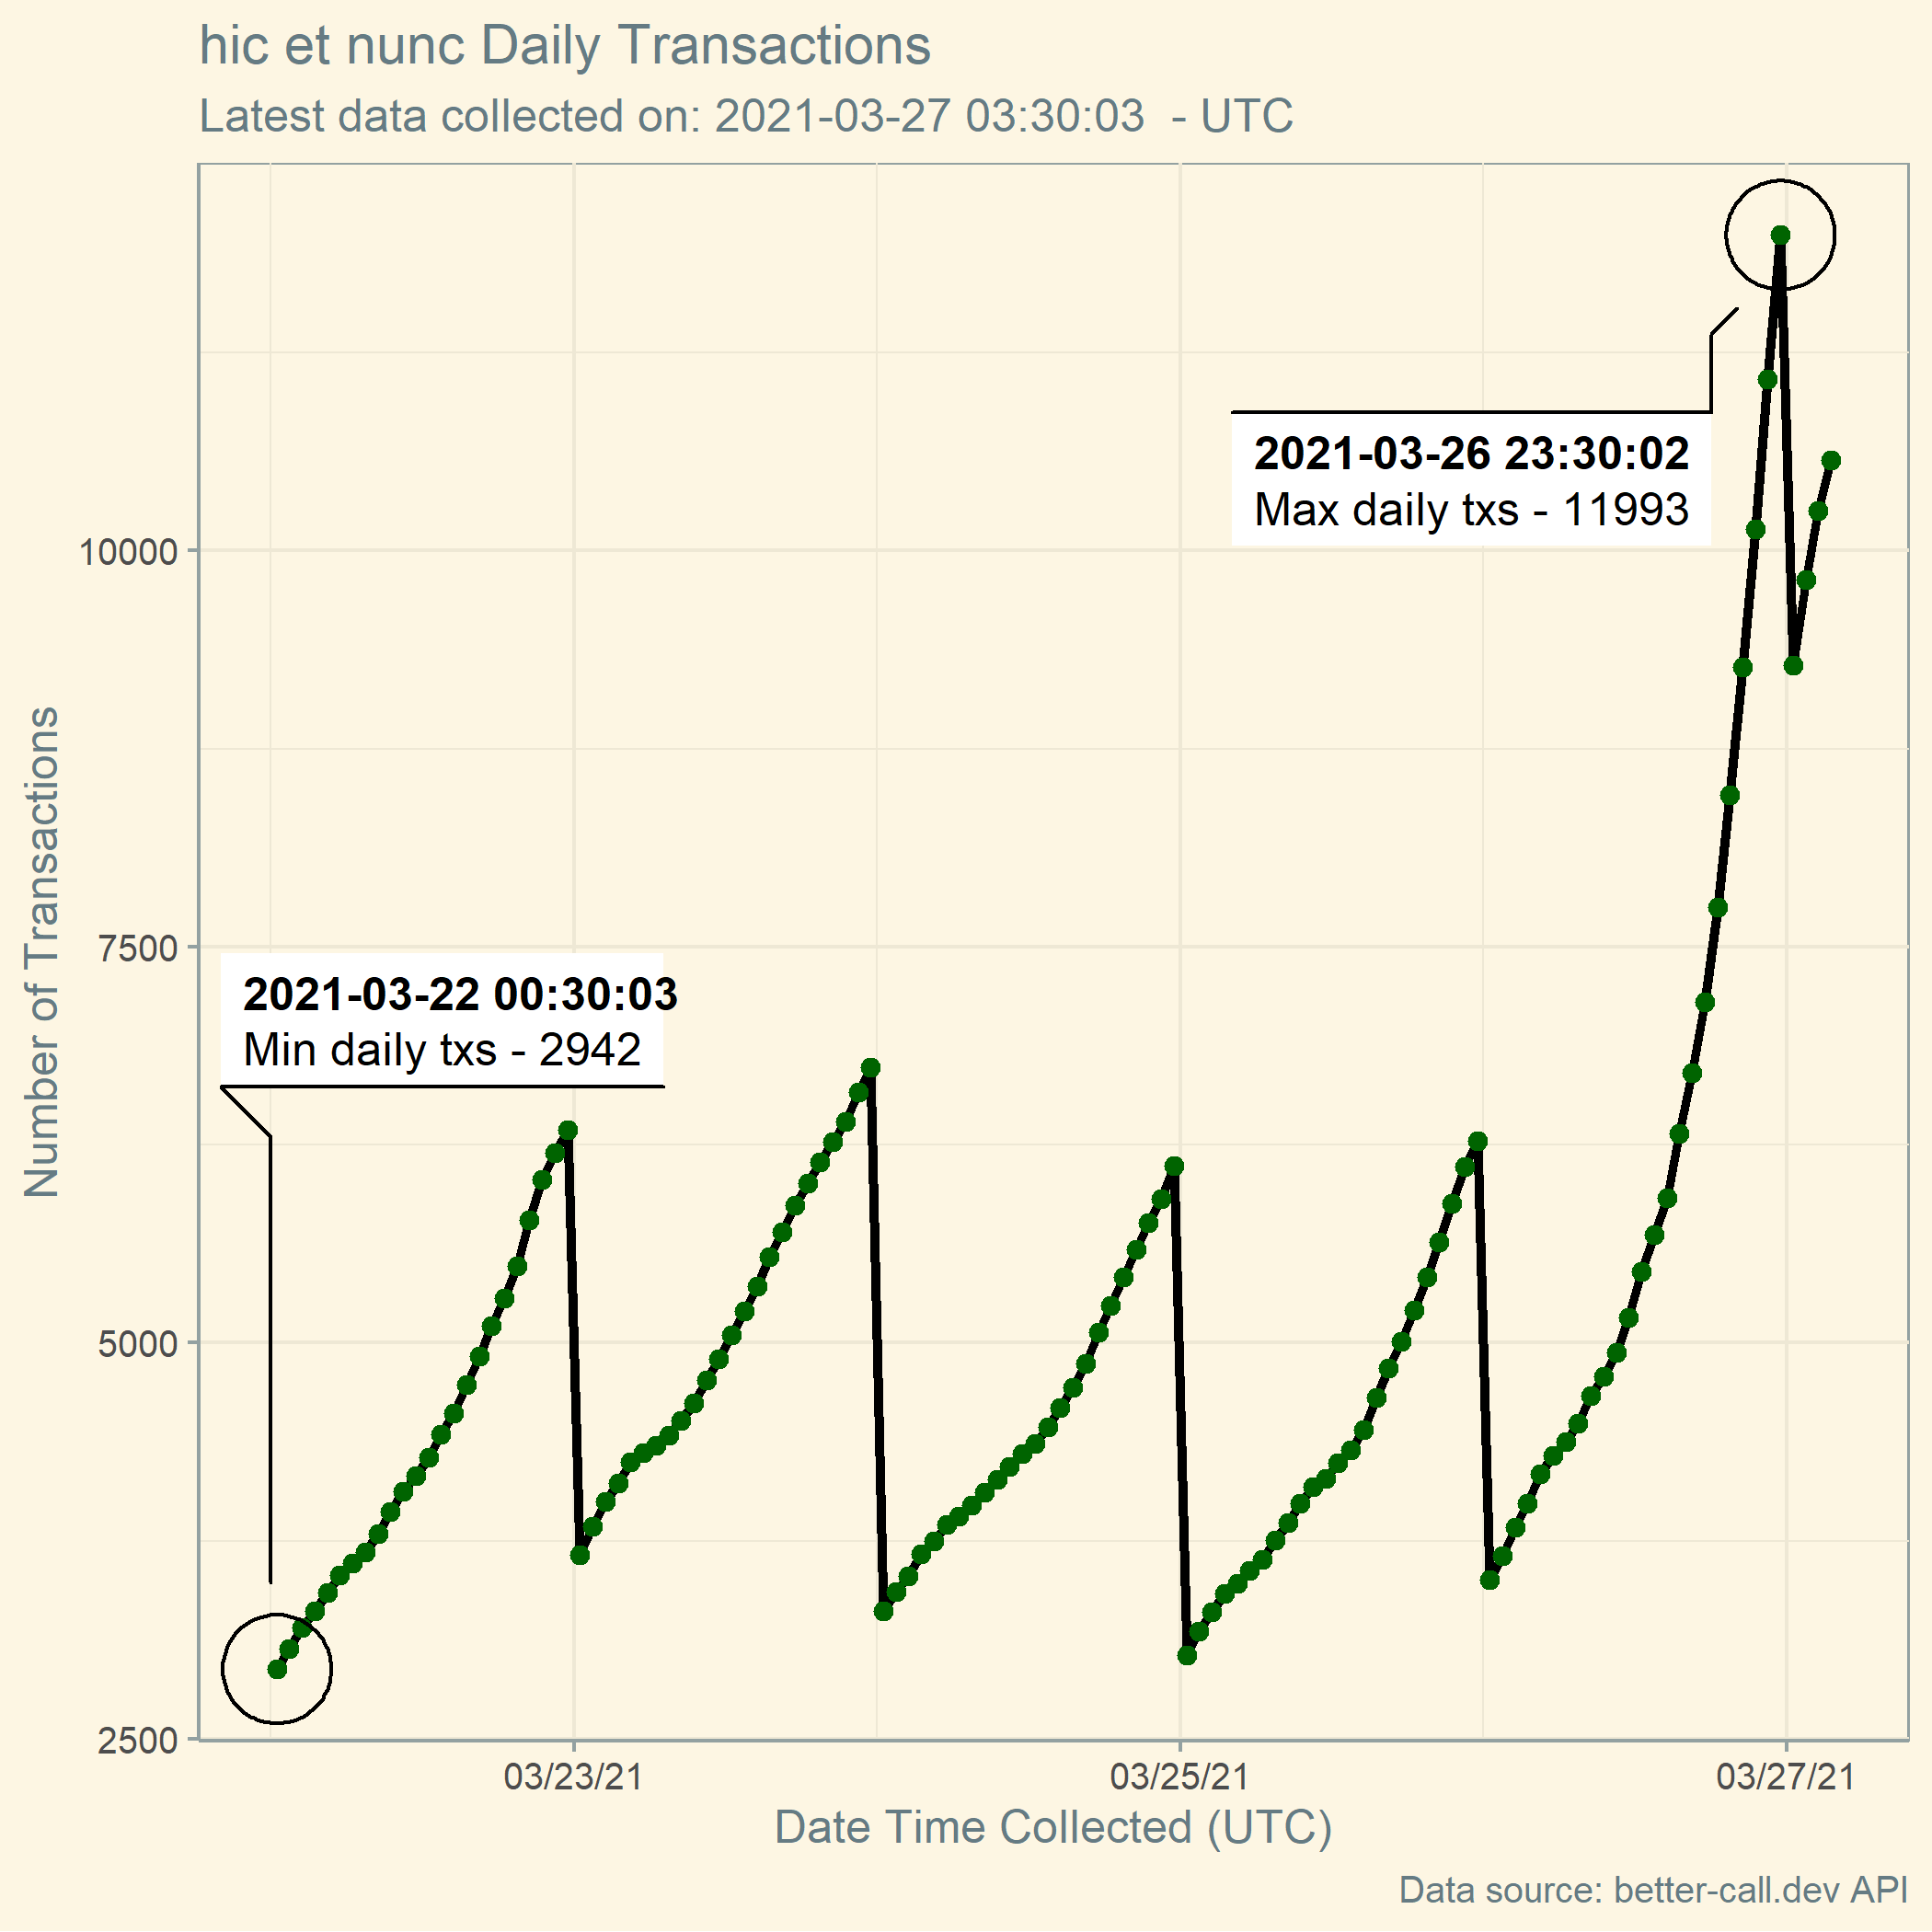 hic et nunc Daily Transactions
Latest data collected on: 2021-03-27 03:30:03  - UTC
2021-03-26 23:30:02
Max daily txs - 11993
10000
7500
2021-03-22 00:30:03
Min daily txs - 2942
Number of Transactions
5000
2500
03/23/21
03/25/21
03/27/21
Date Time Collected (UTC)
Data source: better-call.dev API